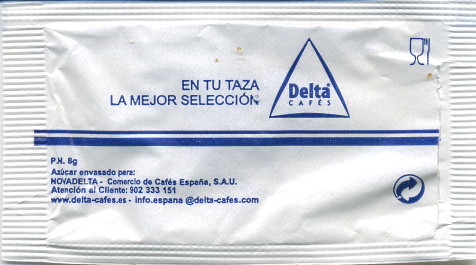 EN TU TAZA
LA MEJOR SELECCIÓN
Delta
CAFÉS
P.N. 8g
Azúcar envasado para:
NOVADELTA - Comercio de Cafés España, S.A.U.
Atención al Cliente: 902 333 151
www.delta-cafes.es - info.espana @delta-cafes.com